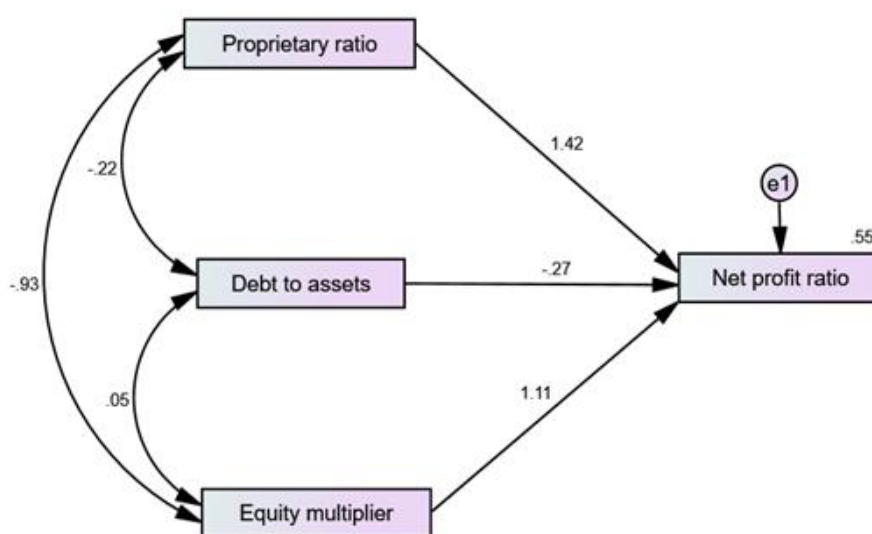 Proprietary ratio
1.42
-.22
e1
.55
Debt to assets
-.27
Net profit ratio
-.93
.05
1.11
Equity multiplier